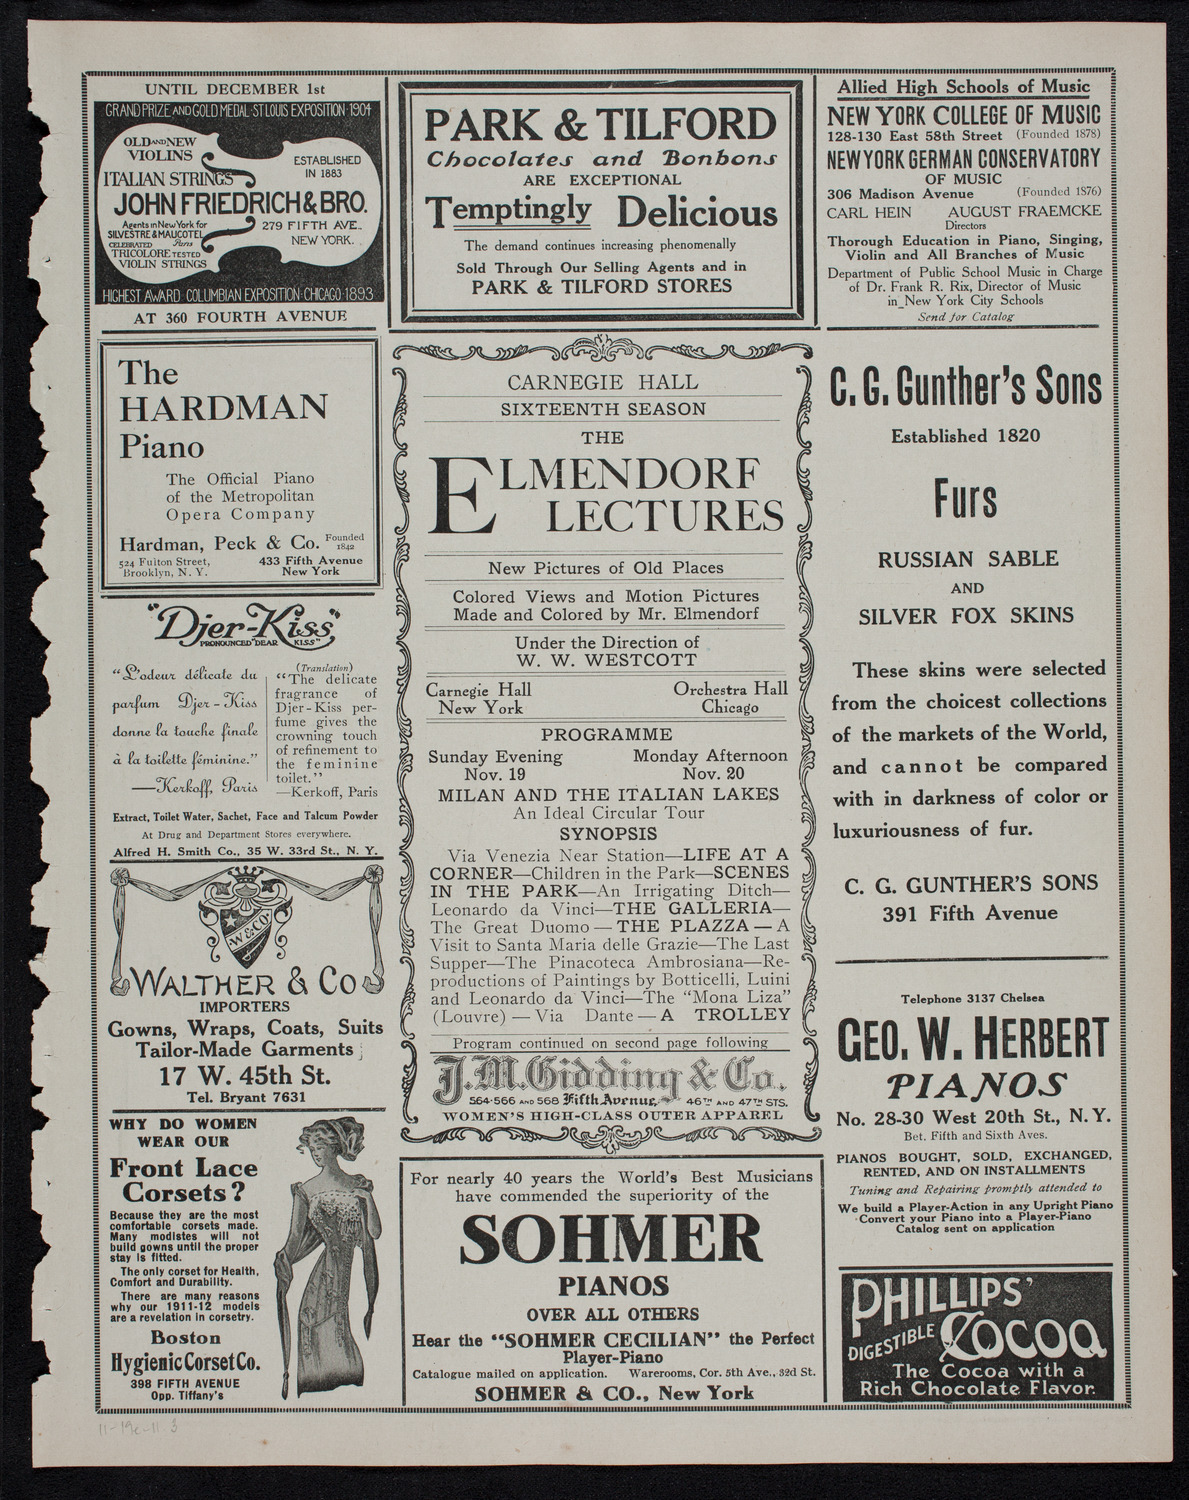 UNTIL DECEMBER 1st
GRAND PRIZE AND GOLD MEDAL · ST LOUIS EXPOSITION · 1904
OLD AND NEW
VIOLINS
ITALIAN STRINGS
ESTABLISHED
IN 1883
JOHN FRIEDRICH & BRO.
Agents in New York for
SILVESTRE & MAUCOTEL
CELEBRATED Paris
TRICOLORE TESTED
VIOLIN STRINGS
279 FIFTH AVE.,
NEW YORK.
HIGHEST AWARD COLUMBIAN EXPOSITION · CHICAGO · 1893
AT 360 FOURTH AVENUE
The
HARDMAN
Piano
The Official Piano
of the Metropolitan
Opera Company
Hardman, Peck & Co. Founded 1842
524 Fulton Street, 433 Fifth Avenue
Brooklyn, N. Y. New York
"Djer-Kiss"
PRONOUNCED "DEAR KISS"
"L'odeur délicate du
parfum Djer-Kiss
donne la touche finale
à la toilette féminine."
—Kerkoff, Paris
(Translation)
"The delicate
fragrance of
Djer-Kiss per-
fume gives the
crowning touch
of refinement to
the feminine
toilet."
—Kerkoff, Paris
Extract, Toilet Water, Sachet, Face and Talcum Powder
At Drug and Department Stores everywhere.
Alfred H. Smith Co., 35 W. 33rd St., N. Y.
W & CO
WALTHER & CO
IMPORTERS
Gowns, Wraps, Coats, Suits
Tailor-Made Garments
17 W. 45th St.
Tel. Bryant 7631
WHY DO WOMEN
WEAR OUR
Front Lace
Corsets?
Because they are the most
comfortable corsets made.
Many modistes will not
build gowns until the proper
stay is fitted.
The only corset for Health,
Comfort and Durability.
There are many reasons
why our 1911-12 models
are a revelation in corsetry.
Boston
Hygienic Corset Co.
398 FIFTH AVENUE
Opp. Tiffany's
11-19e-11 3
PARK & TILFORD
Chocolates and Bonbons
ARE EXCEPTIONAL
Temptingly Delicious
The demand continues increasing phenomenally
Sold Through Our Selling Agents and in
PARK & TILFORD STORES
CARNEGIE HALL
SIXTEENTH SEASON
THE
ELMENDORF
LECTURES
New Pictures of Old Places
Colored Views and Motion Pictures
Made and Colored by Mr. Elmendorf
Under the Direction of
W. W. WESTCOTT
Carnegie Hall Orchestra Hall
New York Chicago
PROGRAMME
Sunday Evening Monday Afternoon
Nov. 19 Nov. 20
MILAN AND THE ITALIAN LAKES
An Ideal Circular Tour
SYNOPSIS
Via Venezia Near Station—LIFE AT A
CORNER—Children in the Park—SCENES
IN THE PARK—An Irrigating Ditch—
Leonardo da Vinci—THE GALLERIA—
The Great Duomo — THE PLAZZA — A
Visit to Santa Maria delle Grazie—The Last
Supper—The Pinacoteca Ambrosiana—Re-
productions of Paintings by Botticelli, Luini
and Leonardo da Vinci—The "Mona Liza"
(Louvre) — Via Dante — A TROLLEY
Program continued on second page following
J. M. Gidding & Co.
564-566 AND 568 Fifth Avenue, 46TH AND 47TH STS.
WOMEN'S HIGH-CLASS OUTER APPAREL
For nearly 40 years the World's Best Musicians
have commended the superiority of the
SOHMER
PIANOS
OVER ALL OTHERS
Hear the "SOHMER CECILIAN" the Perfect
Player-Piano
Catalogue mailed on application. Warerooms, Cor. 5th Ave., 32d St.
SOHMER & CO., New York
Allied High Schools of Music
NEW YORK COLLEGE OF MUSIC
128-130 East 58th Street (Founded 1878)
NEW YORK GERMAN CONSERVATORY
OF MUSIC
306 Madison Avenue (Founded 1876)
CARL HEIN AUGUST FRAEMCKE
Directors
Thorough Education in Piano, Singing,
Violin and All Branches of Music
Department of Public School Music in Charge
of Dr. Frank R. Rix, Director of Music
in New York City Schools
Send for Catalog
C. G. Gunther's Sons
Established 1820
Furs
RUSSIAN SABLE
AND
SILVER FOX SKINS
These skins were selected
from the choicest collections
of the markets of the World,
and cannot be compared
with in darkness of color or
luxuriousness of fur.
C. G. GUNTHER'S SONS
391 Fifth Avenue
Telephone 3137 Chelsea
GEO. W. HERBERT
PIANOS
No. 28-30 West 20th St., N. Y.
Bet. Fifth and Sixth Aves.
PIANOS BOUGHT, SOLD, EXCHANGED,
RENTED, AND ON INSTALLMENTS
Tuning and Repairing promptly attended to
We build a Player-Action in any Upright Piano
Convert your Piano into a Player-Piano
Catalog sent on application
PHILLIPS'
DIGESTIBLE COCOA
The Cocoa with a
Rich Chocolate Flavor.